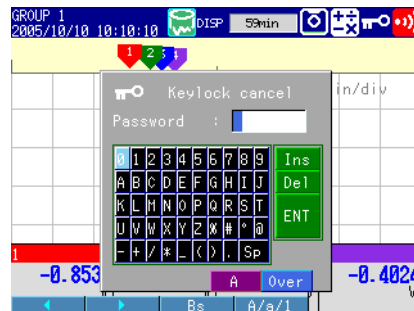 GROUP 1
2005/10/10 10:10:10 DISP 59min
1 2 3 4
in/div
Keylock cancel
Password :
0 1 2 3 4 5 6 7 8 9 Ins
A B C D E F G H I J Del
K L M N O P Q R S T ENT
U V W X Y Z % # ° @
- + / * _ ( ) . Sp
1
-0.853 -0.4024
A Over
Bs A/a/1